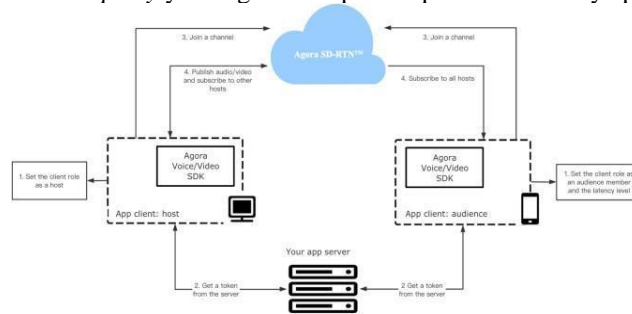 3. Join a channel
3. Join a channel
Agora SD-RTN™
4. Publish audio/video
and subscribe to other
hosts
4. Subscribe to all hosts
Agora
Voice/Video
SDK
Agora
Voice/Video
SDK
1. Set the client role
as a host
1. Set the client role as
an audience member
and the latency level
App client: host
App client: audience
Your app server
2. Get a token
from the server
2 Get a token
from the server